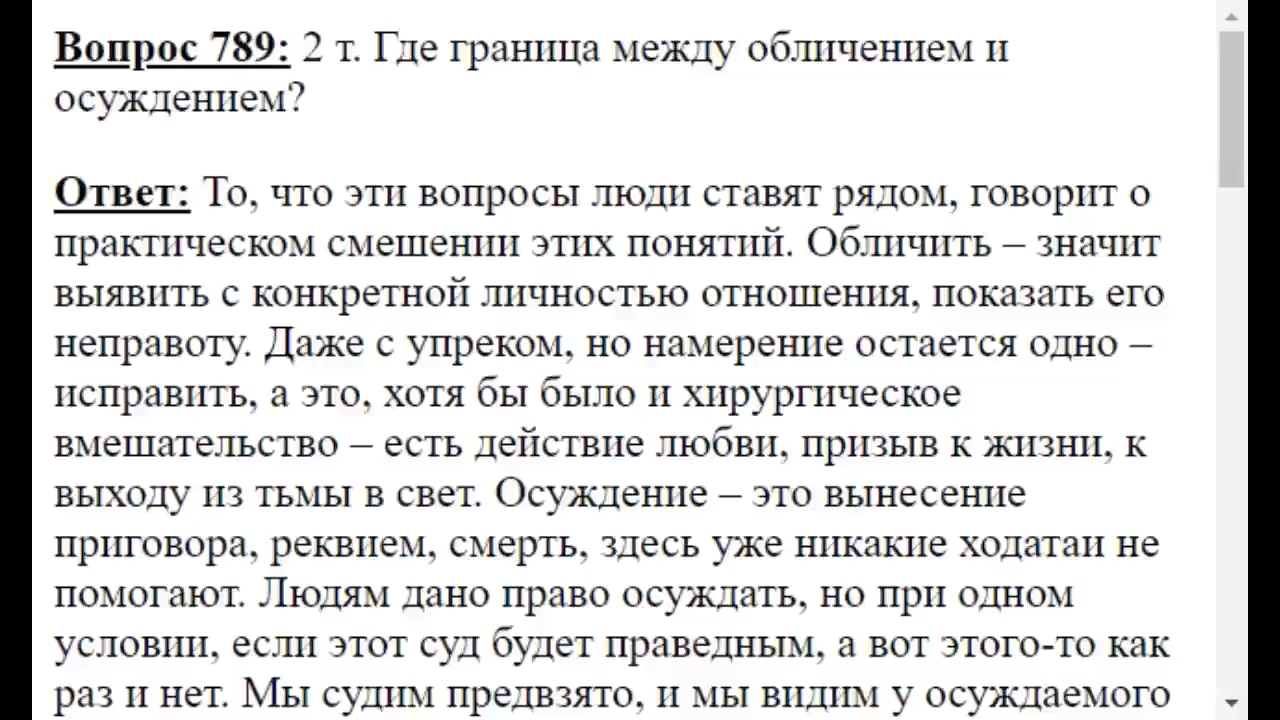 Вопрос 789: 2 т. Где граница между обличением и
осуждением?
Ответ: То, что эти вопросы люди ставят рядом, говорит о
практическом смешении этих понятий. Обличить – значит
выявить с конкретной личностью отношения, показать его
неправоту. Даже с упреком, но намерение остается одно –
исправить, а это, хотя бы было и хирургическое
вмешательство – есть действие любви, призыв к жизни, к
выходу из тьмы в свет. Осуждение – это вынесение
приговора, реквием, смерть, здесь уже никакие ходатаи не
помогают. Людям дано право осуждать, но при одном
условии, если этот суд будет праведным, а вот этого-то как
раз и нет. Мы судим предвзято, и мы видим у осуждаемого